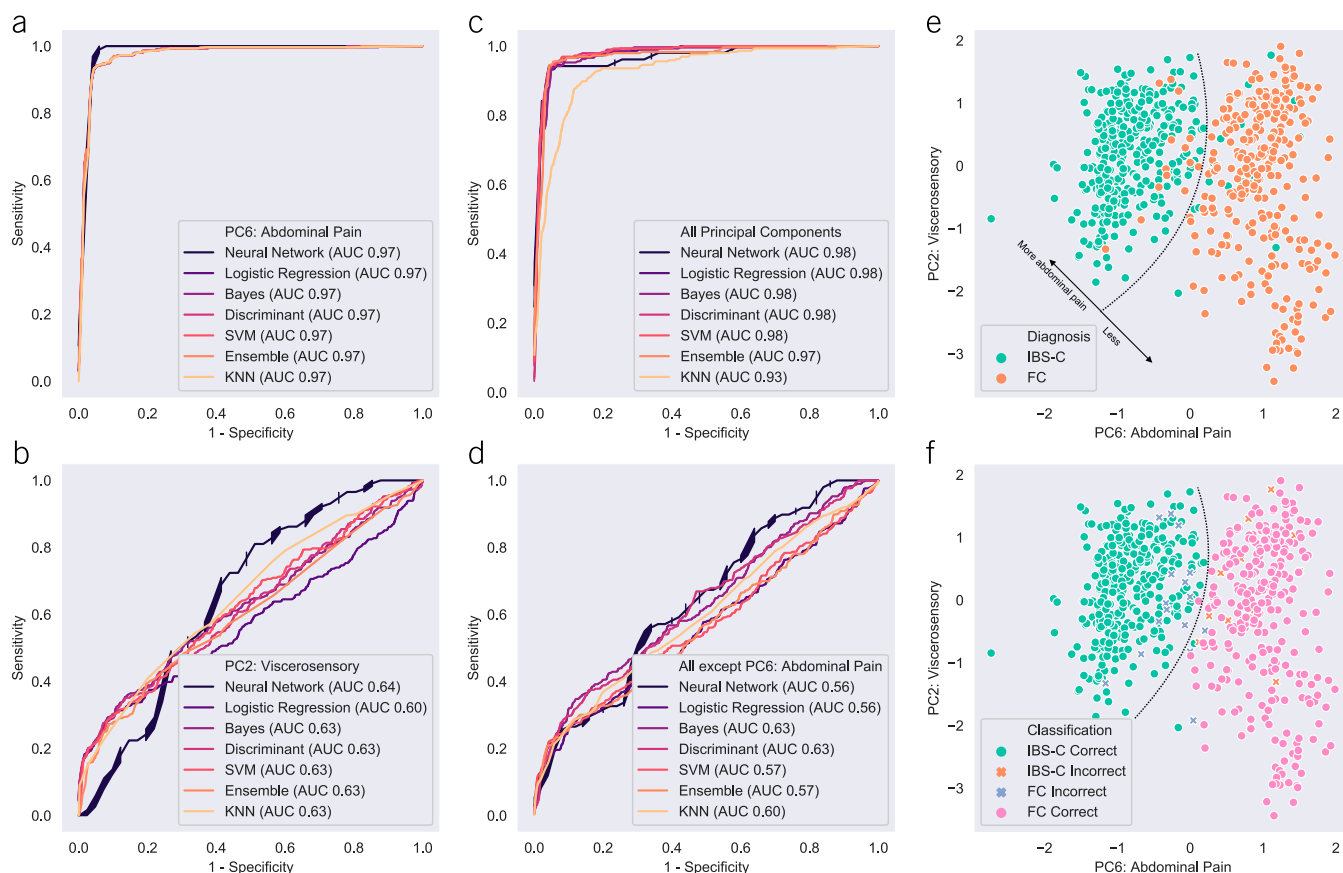 a
1.0
0.8
0.6
0.4
0.2
0.0
Sensitivity
PC6: Abdominal Pain
Neural Network (AUC 0.97)
Logistic Regression (AUC 0.97)
Bayes (AUC 0.97)
Discriminant (AUC 0.97)
SVM (AUC 0.97)
Ensemble (AUC 0.97)
KNN (AUC 0.97)
0.0 0.2 0.4 0.6 0.8 1.0
1 - Specificity
c
1.0
0.8
0.6
0.4
0.2
0.0
Sensitivity
All Principal Components
Neural Network (AUC 0.98)
Logistic Regression (AUC 0.98)
Bayes (AUC 0.98)
Discriminant (AUC 0.98)
SVM (AUC 0.98)
Ensemble (AUC 0.97)
KNN (AUC 0.93)
0.0 0.2 0.4 0.6 0.8 1.0
1 - Specificity
e
2
1
0
−1
−2
−3
PC2: Viscerosensory
More abdominal pain
Less
Diagnosis
IBS-C
FC
−2 −1 0 1 2
PC6: Abdominal Pain
b
1.0
0.8
0.6
0.4
0.2
0.0
Sensitivity
PC2: Viscerosensory
Neural Network (AUC 0.64)
Logistic Regression (AUC 0.60)
Bayes (AUC 0.63)
Discriminant (AUC 0.63)
SVM (AUC 0.63)
Ensemble (AUC 0.63)
KNN (AUC 0.63)
0.0 0.2 0.4 0.6 0.8 1.0
1 - Specificity
d
1.0
0.8
0.6
0.4
0.2
0.0
Sensitivity
All except PC6: Abdominal Pain
Neural Network (AUC 0.56)
Logistic Regression (AUC 0.56)
Bayes (AUC 0.63)
Discriminant (AUC 0.63)
SVM (AUC 0.57)
Ensemble (AUC 0.57)
KNN (AUC 0.60)
0.0 0.2 0.4 0.6 0.8 1.0
1 - Specificity
f
2
1
0
−1
−2
−3
PC2: Viscerosensory
Classification
IBS-C Correct
IBS-C Incorrect
FC Incorrect
FC Correct
−2 −1 0 1 2
PC6: Abdominal Pain